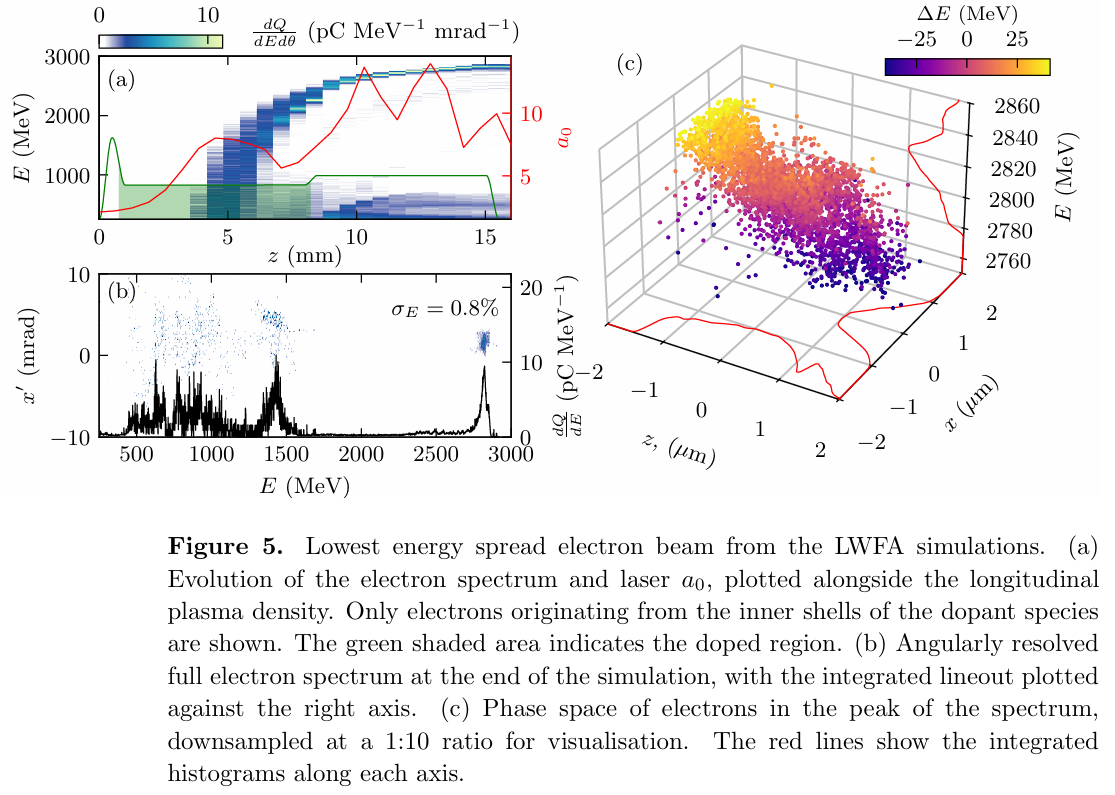 0 10 dQ/dEdθ (pC MeV⁻¹ mrad⁻¹)
(a)
3000
2000
1000
E (MeV)
10
5
a₀
0 5 10 15
z (mm)
(b)
σ_E = 0.8%
10
0
−10
x′ (mrad)
20
10
0
dQ/dE (pC MeV⁻¹)
500 1000 1500 2000 2500 3000
E (MeV)
(c)
ΔE (MeV)
−25 0 25
2860
2840
2820
2800
2780
2760
E (MeV)
−2 −1 0 1 2
z, (μm)
−2 −1 0 1 2
x (μm)
Figure 5. Lowest energy spread electron beam from the LWFA simulations. (a)
Evolution of the electron spectrum and laser a₀, plotted alongside the longitudinal
plasma density. Only electrons originating from the inner shells of the dopant species
are shown. The green shaded area indicates the doped region. (b) Angularly resolved
full electron spectrum at the end of the simulation, with the integrated lineout plotted
against the right axis. (c) Phase space of electrons in the peak of the spectrum,
downsampled at a 1:10 ratio for visualisation. The red lines show the integrated
histograms along each axis.